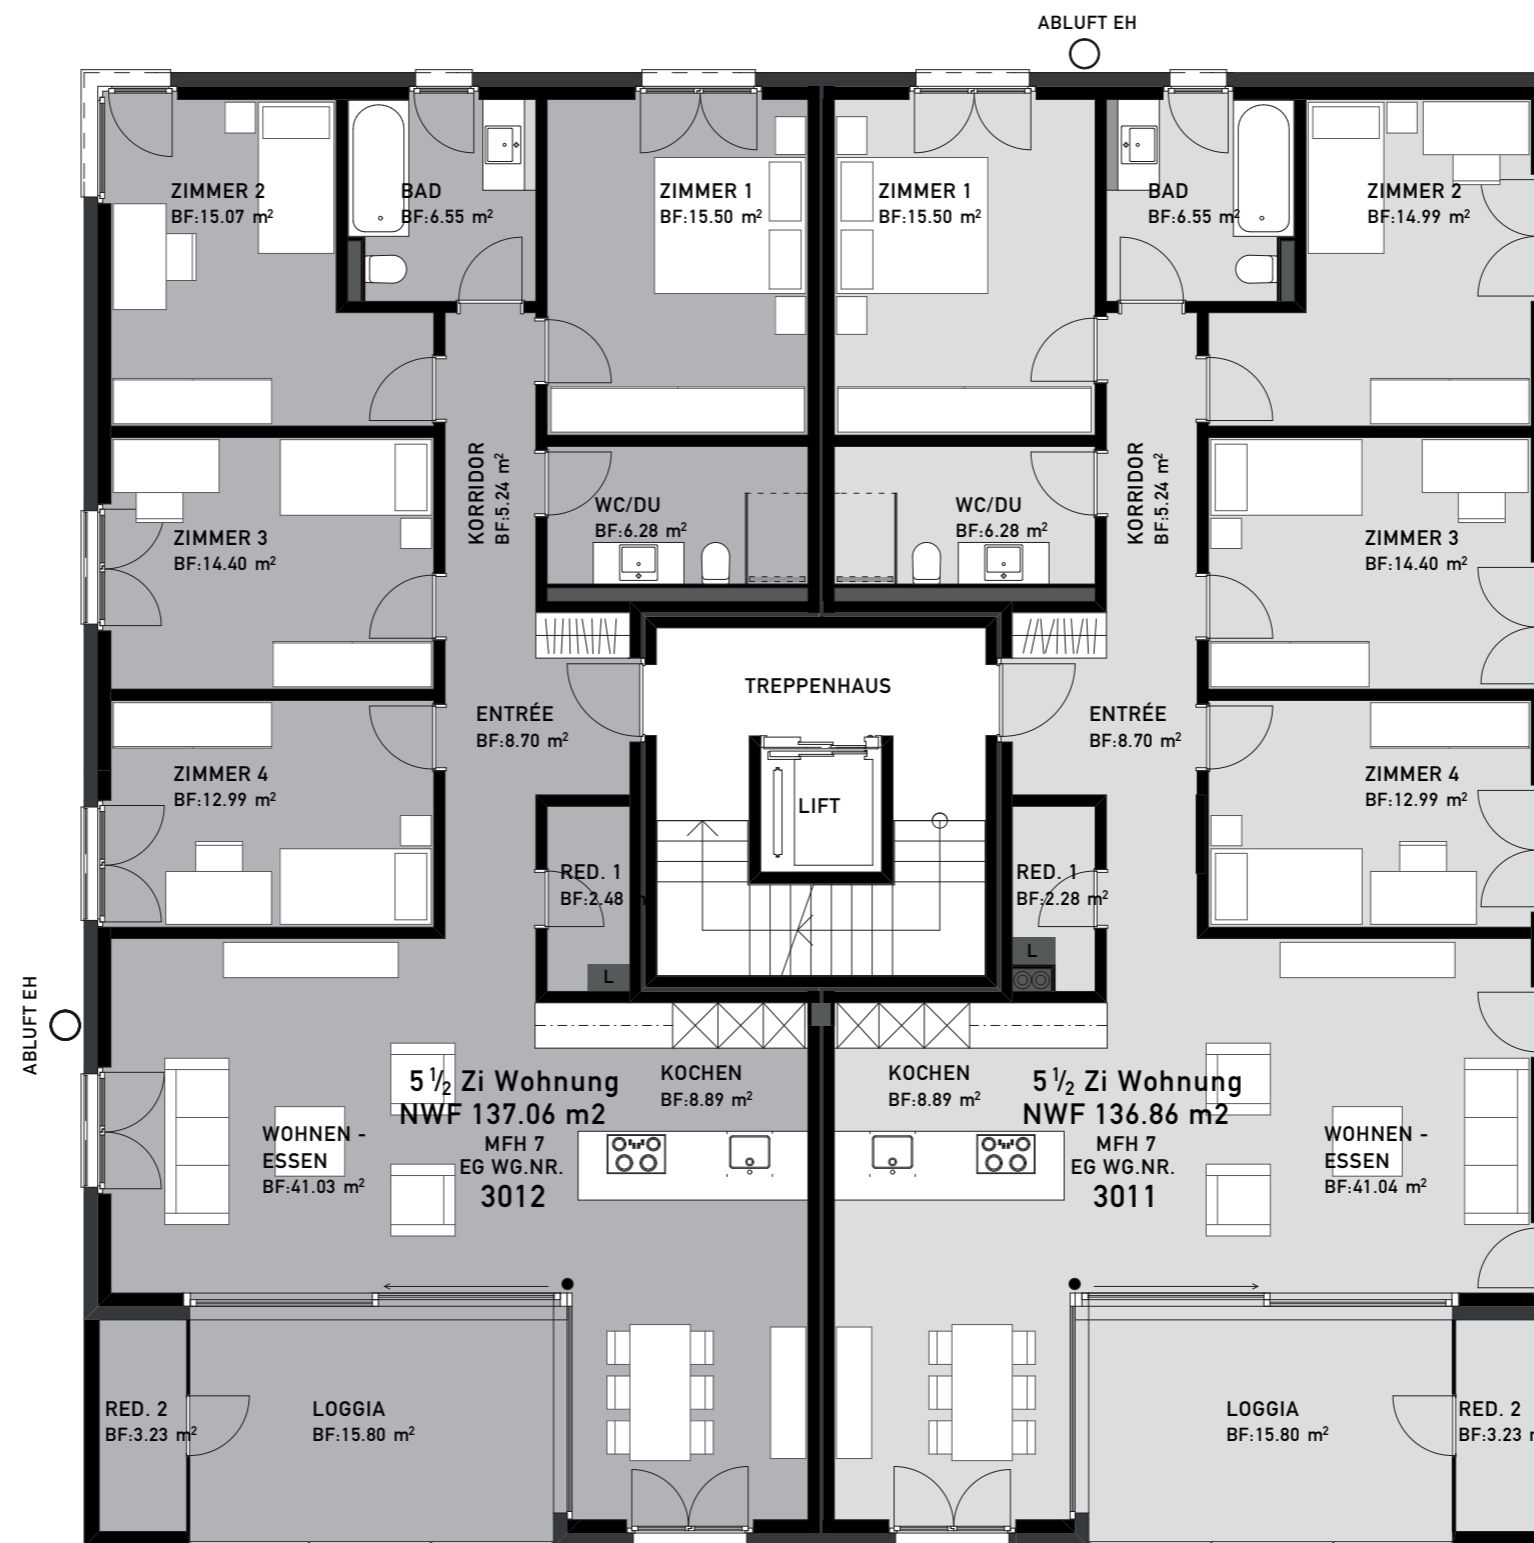 ABLUFT EH
ZIMMER 2
BF:15.07 m²
BAD
BF:6.55 m²
ZIMMER 1
BF:15.50 m²
ZIMMER 1
BF:15.50 m²
BAD
BF:6.55 m²
ZIMMER 2
BF:14.99 m²
KORRIDOR
BF:5.24 m²
WC/DU
BF:6.28 m²
WC/DU
BF:6.28 m²
KORRIDOR
BF:5.24 m²
ZIMMER 3
BF:14.40 m²
ZIMMER 3
BF:14.40 m²
TREPPENHAUS
ENTRÉE
BF:8.70 m²
ENTRÉE
BF:8.70 m²
ZIMMER 4
BF:12.99 m²
LIFT
ZIMMER 4
BF:12.99 m²
RED. 1
BF:2.48 m
RED. 1
BF:2.28 m²
L
L
ABLUFT EH
5 ½ Zi Wohnung
NWF 137.06 m2
MFH 7
EG WG.NR.
3012
KOCHEN
BF:8.89 m²
KOCHEN
BF:8.89 m²
5 ½ Zi Wohnung
NWF 136.86 m2
MFH 7
EG WG.NR.
3011
WOHNEN -
ESSEN
BF:41.03 m²
WOHNEN -
ESSEN
BF:41.04 m²
RED. 2
BF:3.23 m²
LOGGIA
BF:15.80 m²
LOGGIA
BF:15.80 m²
RED. 2
BF:3.23 m